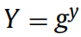 Y = g^y